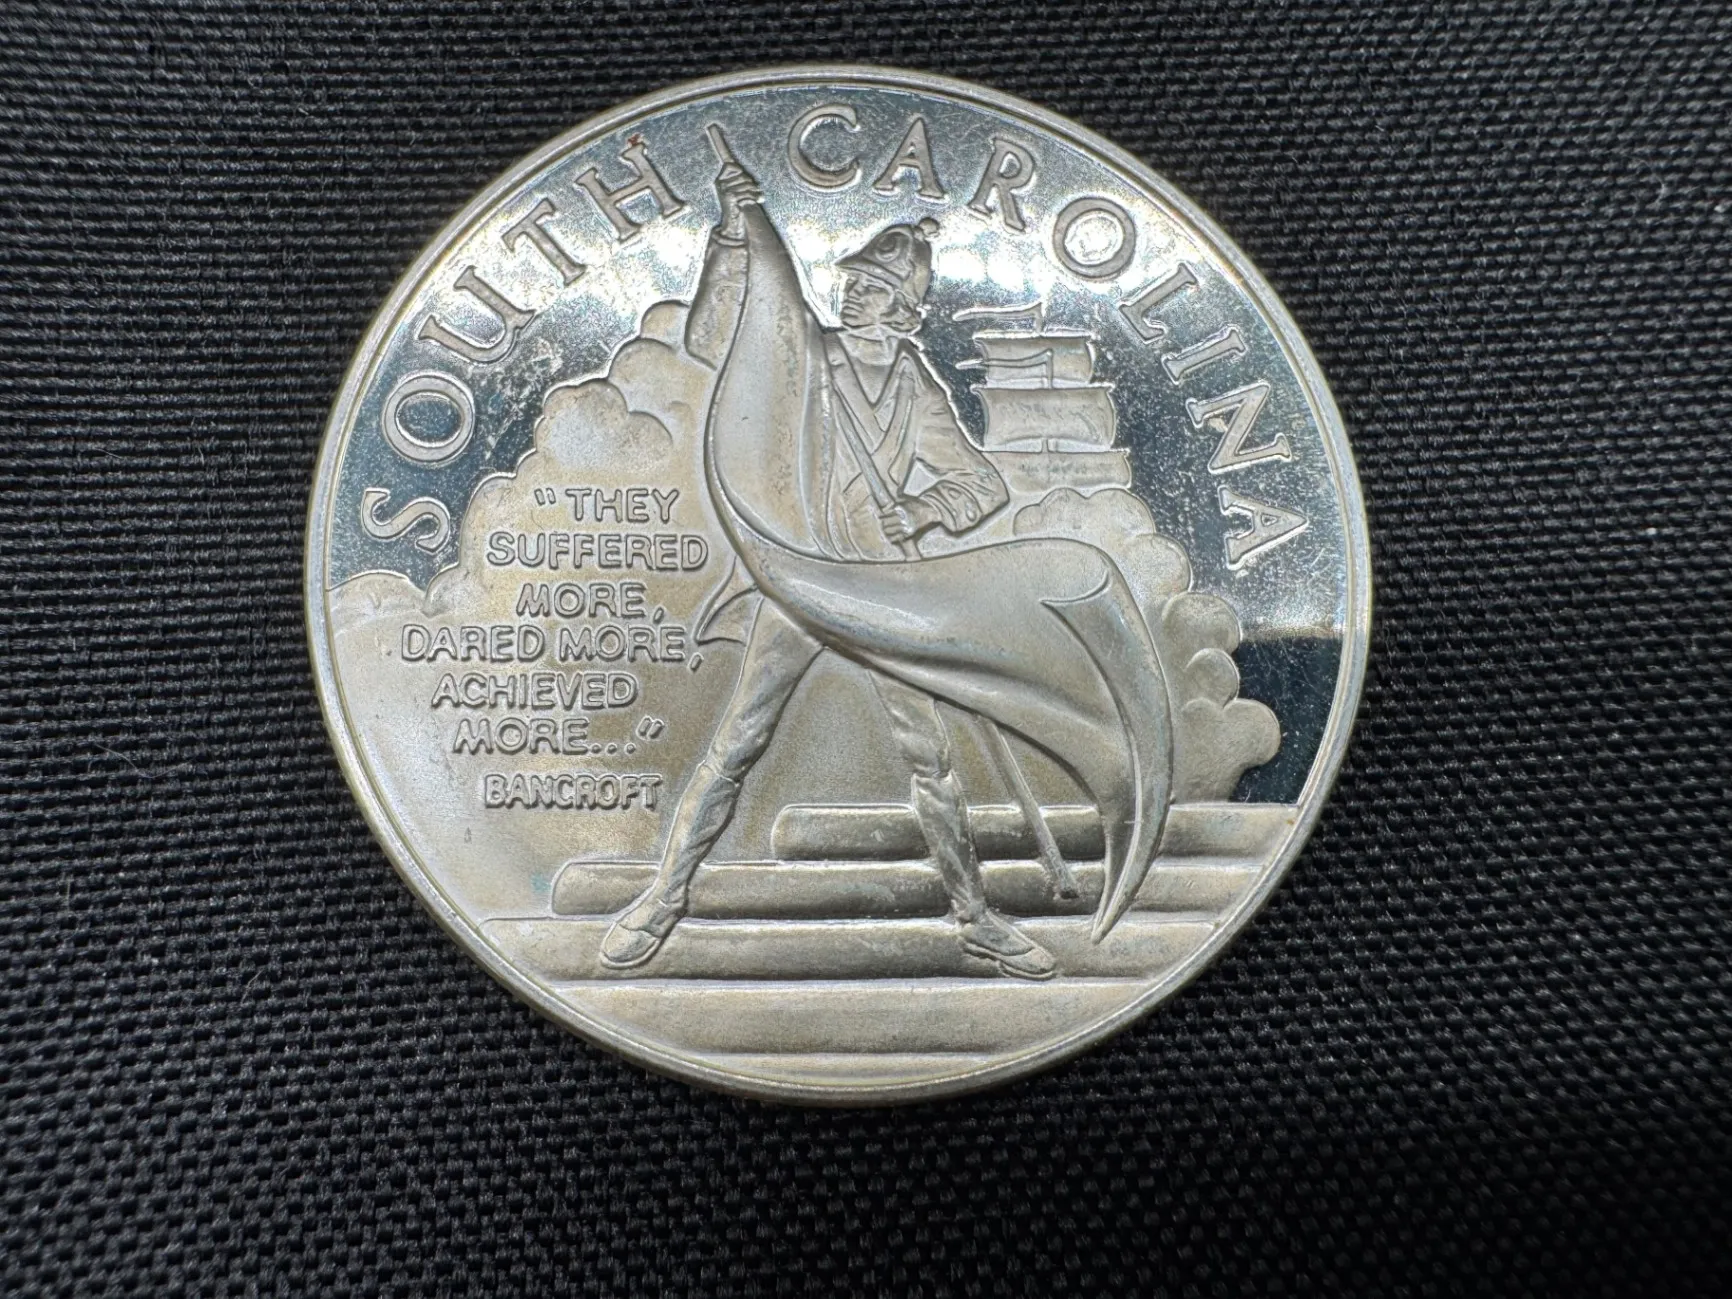 SOUTH CAROLINA
"THEY
SUFFERED
MORE,
DARED MORE,
ACHIEVED
MORE..."
BANCROFT